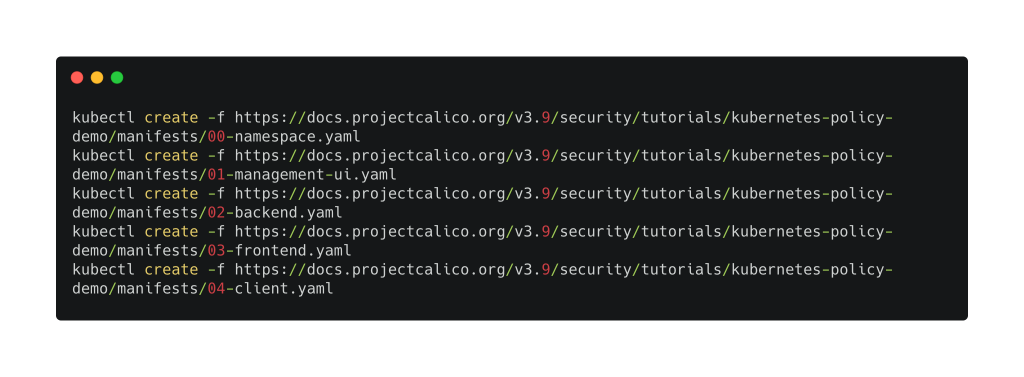 kubectl create -f https://docs.projectcalico.org/v3.9/security/tutorials/kubernetes-policy-
demo/manifests/00-namespace.yaml
kubectl create -f https://docs.projectcalico.org/v3.9/security/tutorials/kubernetes-policy-
demo/manifests/01-management-ui.yaml
kubectl create -f https://docs.projectcalico.org/v3.9/security/tutorials/kubernetes-policy-
demo/manifests/02-backend.yaml
kubectl create -f https://docs.projectcalico.org/v3.9/security/tutorials/kubernetes-policy-
demo/manifests/03-frontend.yaml
kubectl create -f https://docs.projectcalico.org/v3.9/security/tutorials/kubernetes-policy-
demo/manifests/04-client.yaml